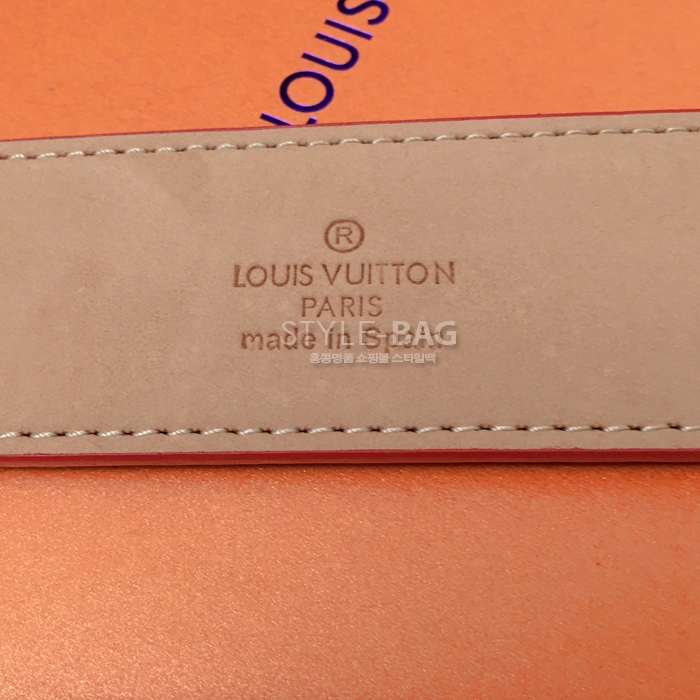 LOUIS
®
LOUIS VUITTON
PARIS
made in Spain
STYLE-BAG
홍콩명품 쇼핑몰 스타일백